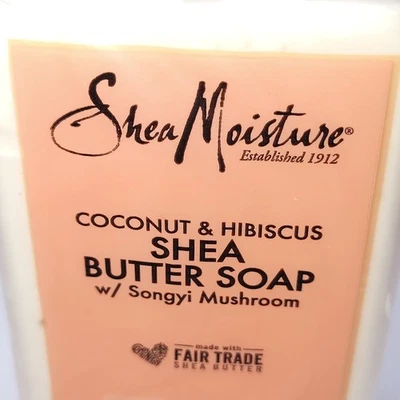 SheaMoisture®
Established 1912
COCONUT & HIBISCUS
SHEA
BUTTER SOAP
w/ Songyi Mushroom
made with
FAIR TRADE
SHEA BUTTER